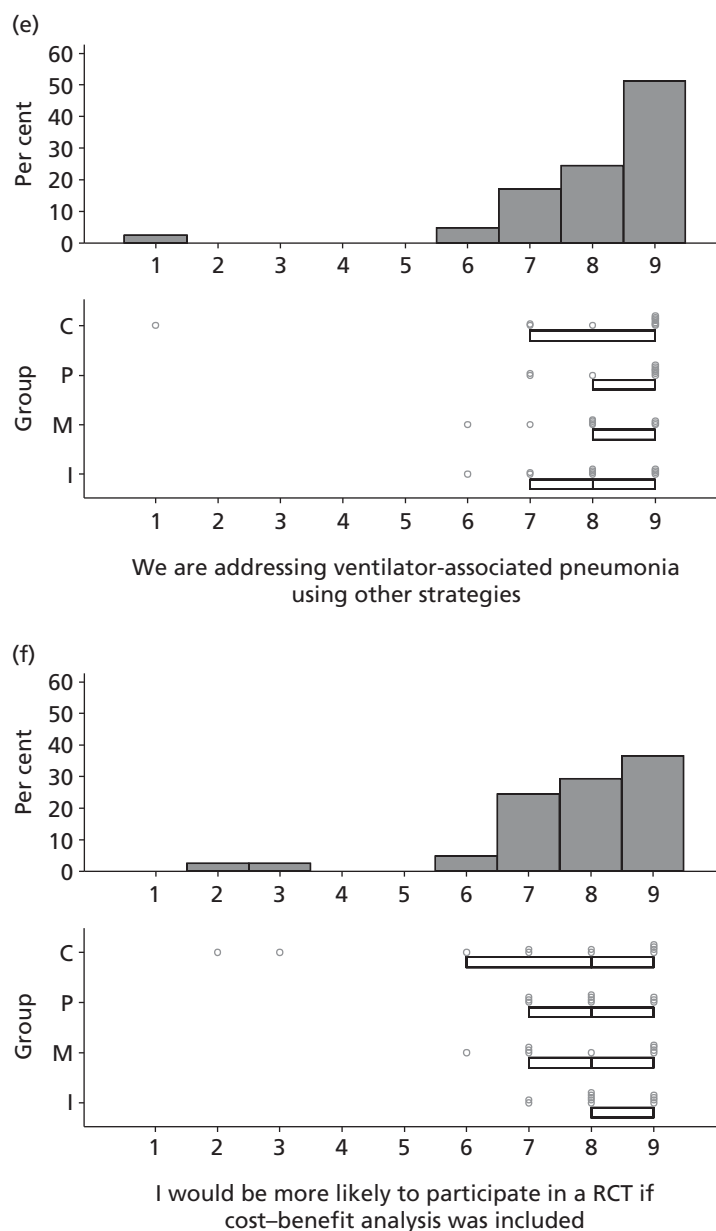 (e)
60
50
40
30
20
10
0
Per cent
1 2 3 4 5 6 7 8 9
C
P
M
I
Group
1 2 3 4 5 6 7 8 9
We are addressing ventilator-associated pneumonia
using other strategies
(f)
60
50
40
30
20
10
0
Per cent
1 2 3 4 5 6 7 8 9
C
P
M
I
Group
1 2 3 4 5 6 7 8 9
I would be more likely to participate in a RCT if
cost–benefit analysis was included